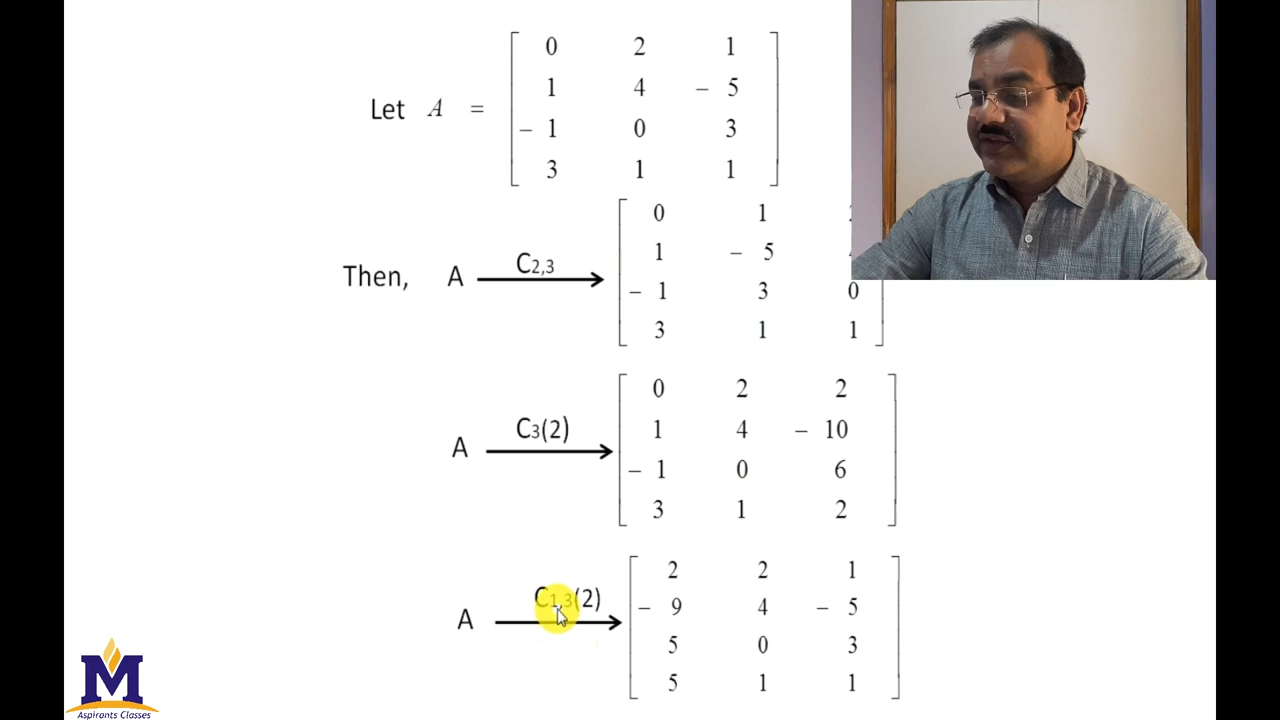 0 2 1
1 4 – 5
Let A =
– 1 0 3
3 1 1
0 1
1 – 5
Then, A C2,3
– 1 3 0
3 1 1
0 2 2
1 4 – 10
A C3(2)
– 1 0 6
3 1 2
2 2 1
C1,3(2)
– 9 4 – 5
A
5 0 3
5 1 1
M
Aspirants Classes